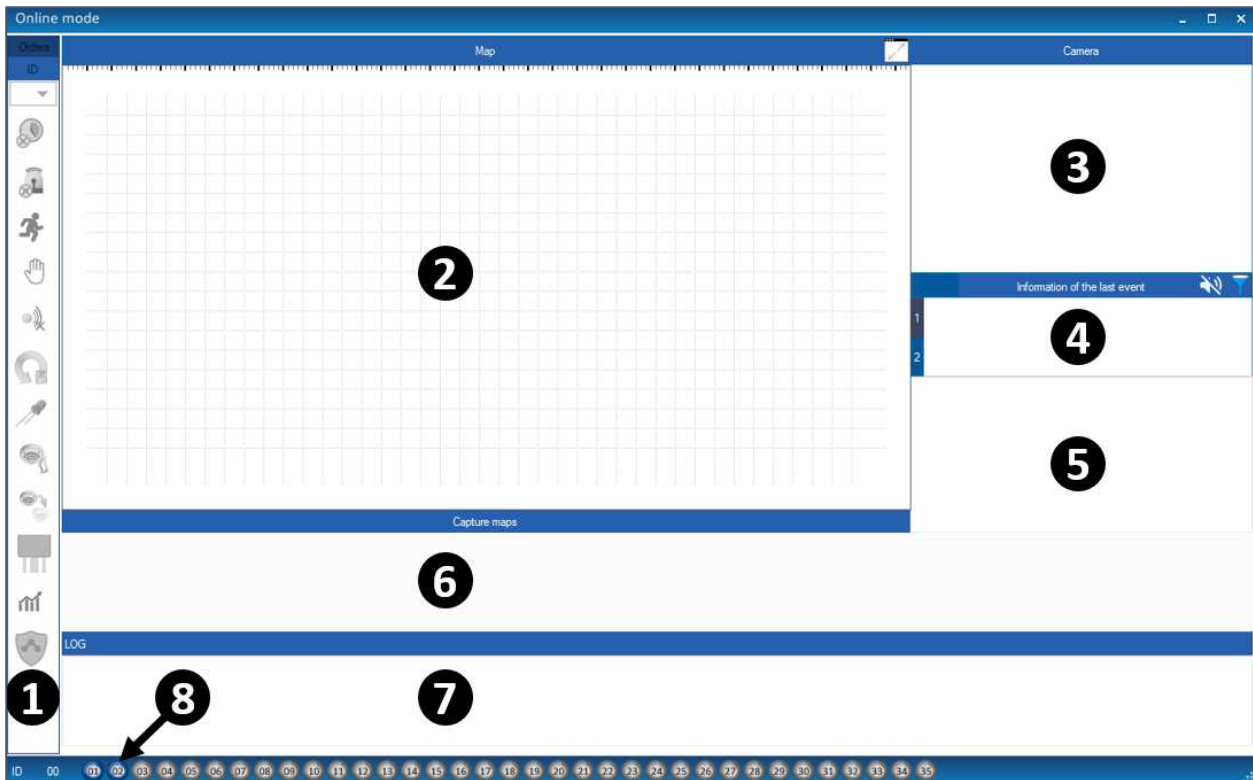 Online mode
Orders
ID
Map
Camera
2
3
Information of the last event
1
2
4
5
Capture maps
6
LOG
1
8
7
ID 00 01 02 03 04 05 06 07 08 09 10 11 12 13 14 15 16 17 18 19 20 21 22 23 24 25 26 27 28 29 30 31 32 33 34 35